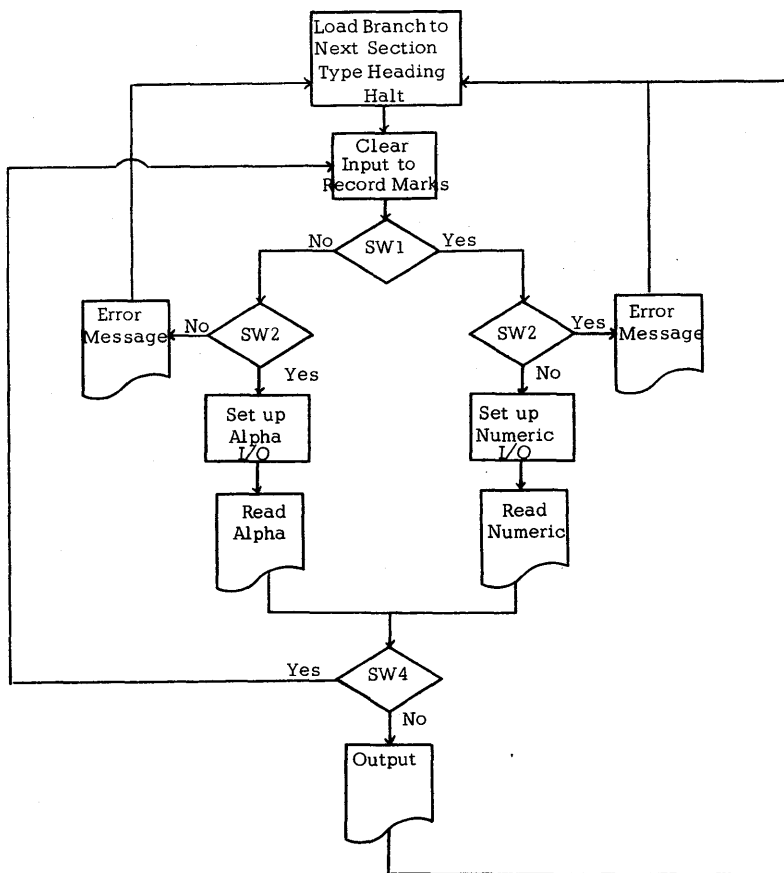 Load Branch to
Next Section
Type Heading
Halt
Clear
Input to
Record Marks
No
SW1
Yes
Error
Message
No
SW2
Yes
SW2
Yes
No
Error
Message
Set up
Alpha
I/O
Set up
Numeric
I/O
Read
Alpha
Read
Numeric
Yes
SW4
No
Output